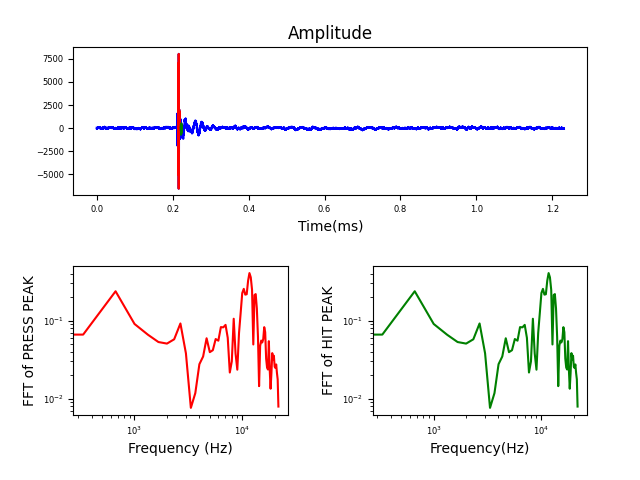 Amplitude
7500
5000
2500
0
−2500
−5000
0.0 0.2 0.4 0.6 0.8 1.0 1.2
Time(ms)
FFT of PRESS PEAK
10⁻¹
10⁻²
10³ 10⁴
Frequency (Hz)
FFT of HIT PEAK
10⁻¹
10⁻²
10³ 10⁴
Frequency(Hz)